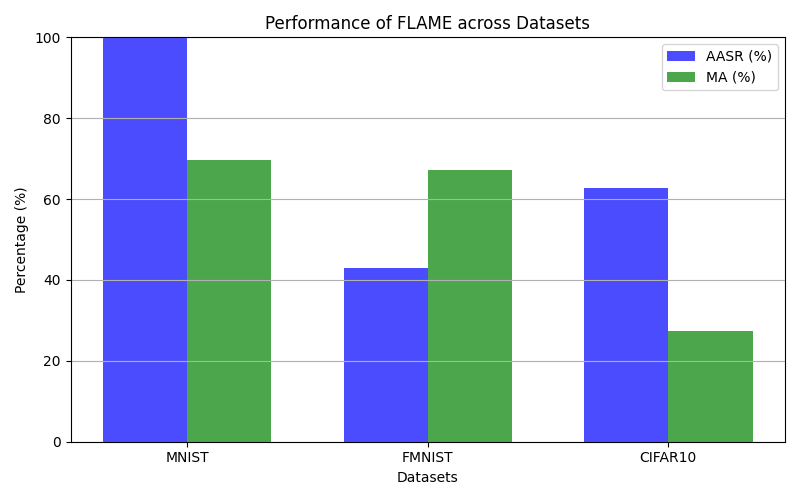 Performance of FLAME across Datasets
AASR (%)
MA (%)
Percentage (%)
100
80
60
40
20
0
MNIST
FMNIST
CIFAR10
Datasets